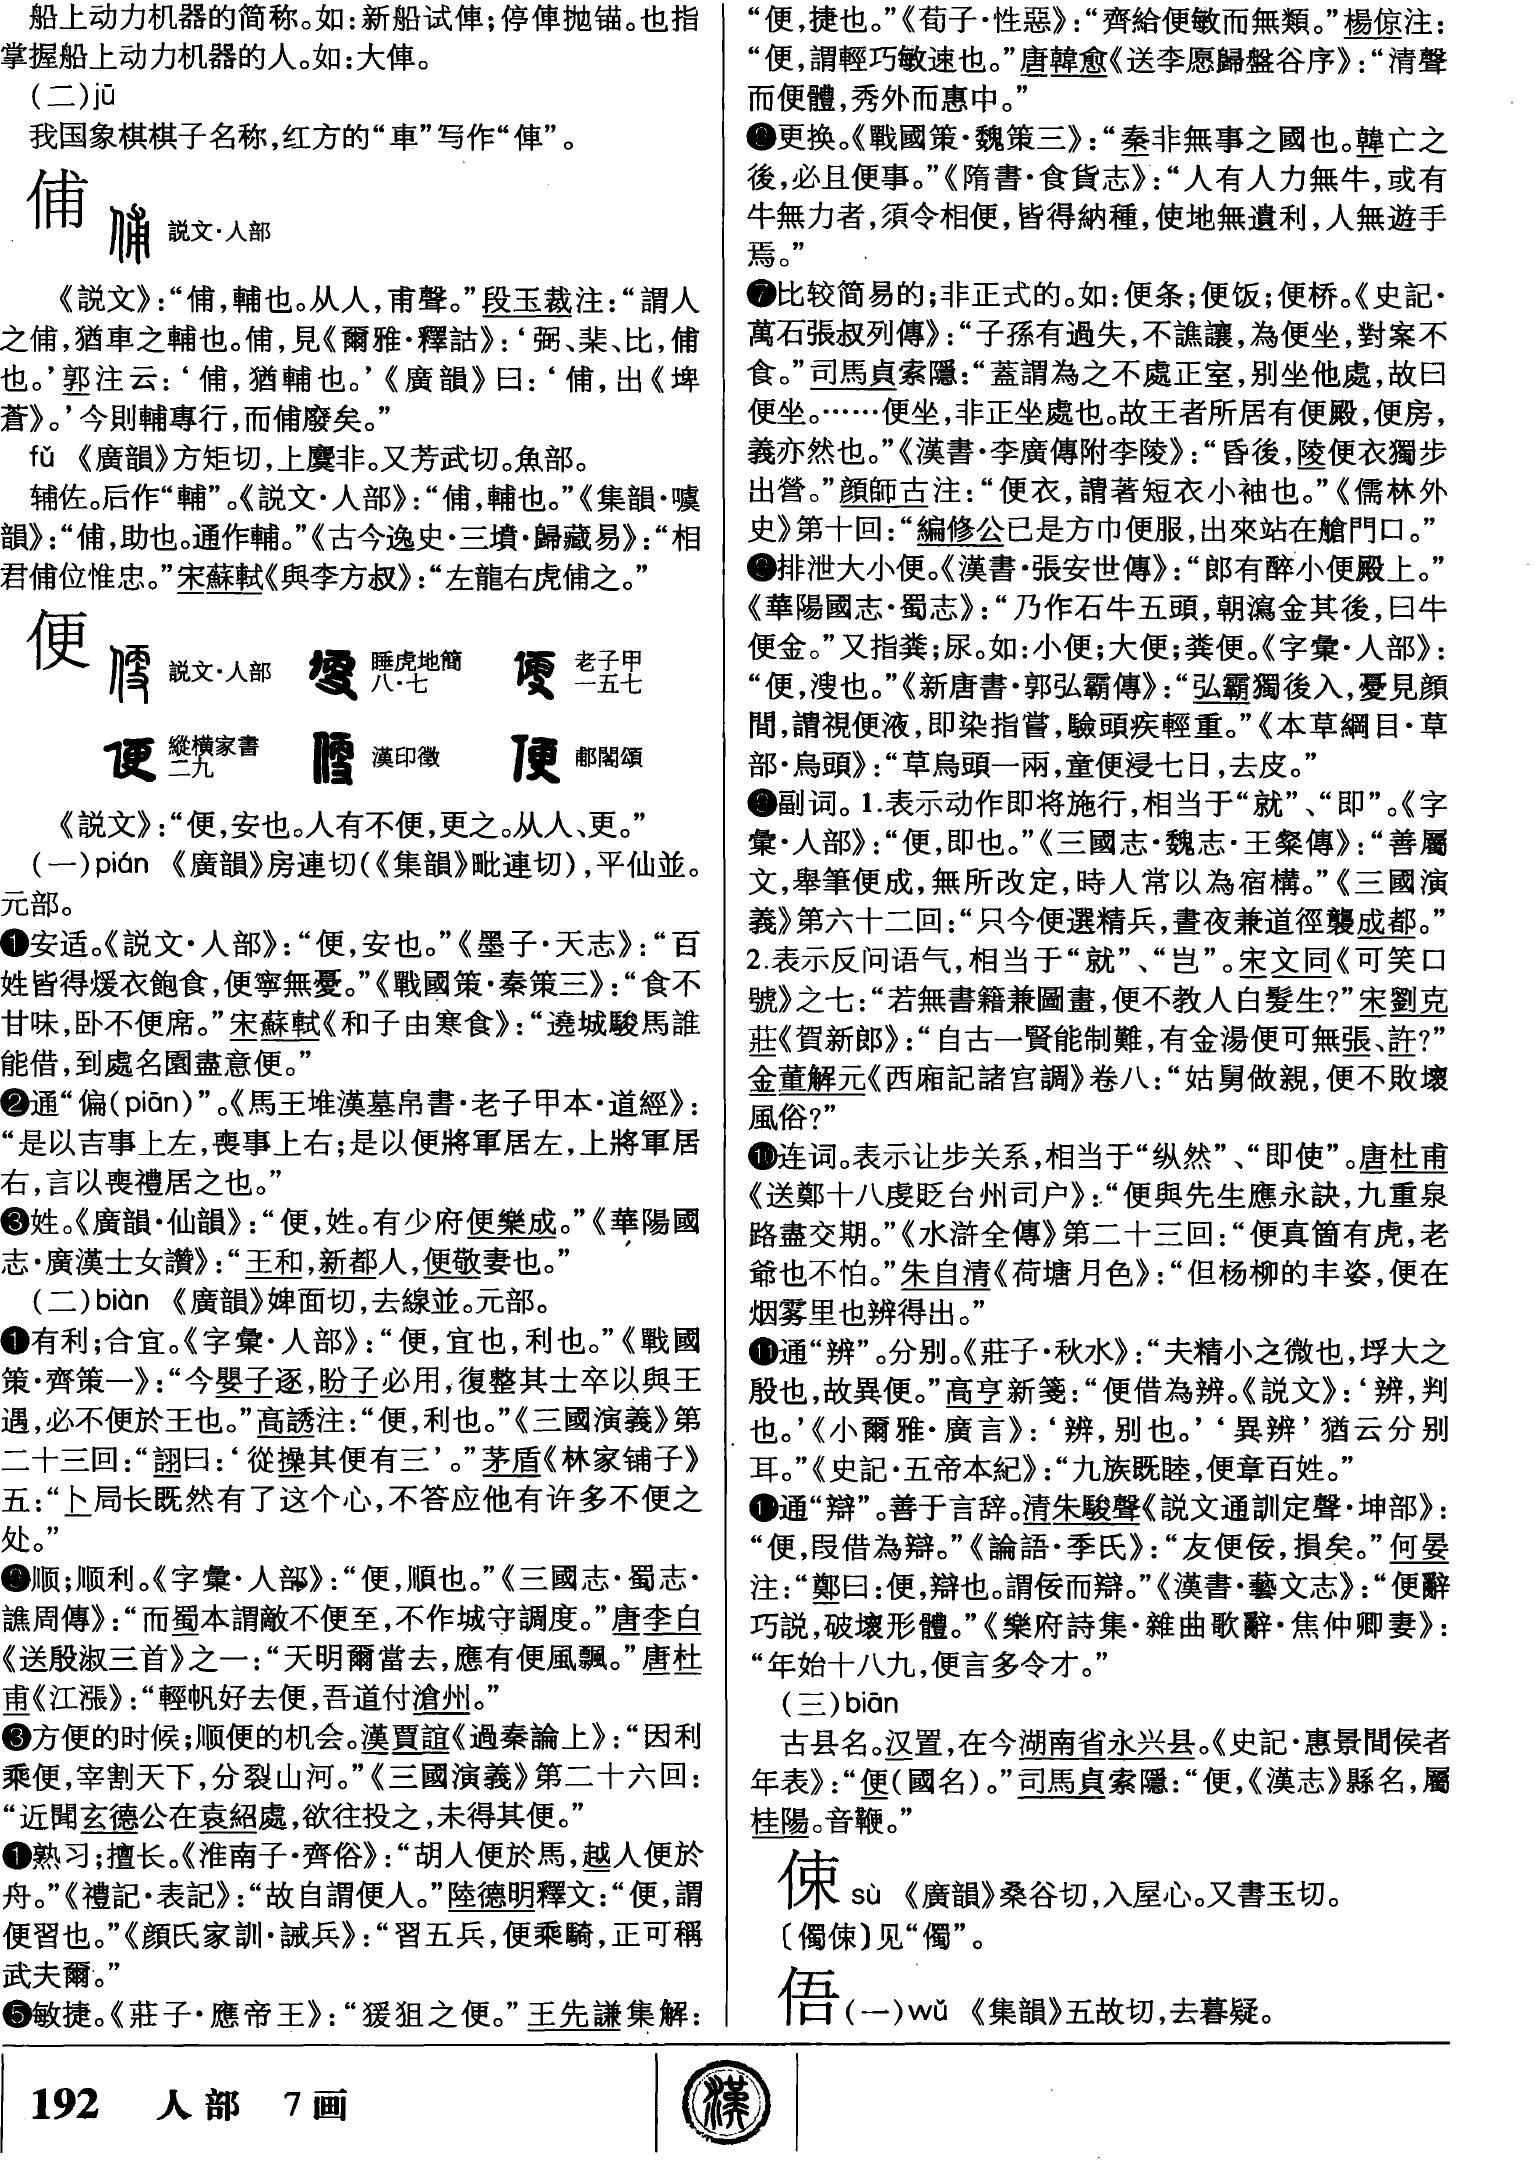 船上动力机器的简称。如：新船试俥；停俥抛锚。也指
掌握船上动力机器的人。如：大俥。
（二）jū
我国象棋棋子名称，红方的“車”写作“俥”。
俌
説文·人部
《説文》：“俌，輔也。从人，甫聲。”段玉裁注：“謂人
之俌，猶車之輔也。俌，見《爾雅·釋詁》：‘弼、棐、比，俌
也。’郭注云：‘俌，猶輔也。’《廣韻》曰：‘俌，出《埤
蒼》。’今則輔專行，而俌廢矣。”
fǔ 《廣韻》方矩切，上麌非。又芳武切。魚部。
辅佐。后作“輔”。《説文·人部》：“俌，輔也。”《集韻·噳
韻》：“俌，助也。通作輔。”《古今逸史·三墳·歸藏易》：“相
君俌位惟忠。”宋蘇軾《與李方叔》：“左龍右虎俌之。”
便
説文·人部
睡虎地簡
八·七
老子甲
一五七
縱横家書
二九
漢印徵
郙閣頌
《説文》：“便，安也。人有不便，更之。从人、更。”
（一）pián 《廣韻》房連切（《集韻》毗連切），平仙並。
元部。
❶安适。《説文·人部》：“便，安也。”《墨子·天志》：“百
姓皆得煖衣飽食，便寧無憂。”《戰國策·秦策三》：“食不
甘味，卧不便席。”宋蘇軾《和子由寒食》：“遶城駿馬誰
能借，到處名園盡意便。”
❷通“偏（piān）”。《馬王堆漢墓帛書·老子甲本·道經》：
“是以吉事上左，喪事上右；是以便將軍居左，上將軍居
右，言以喪禮居之也。”
❸姓。《廣韻·仙韻》：“便，姓。有少府便樂成。”《華陽國
志·廣漢士女讚》：“王和，新都人，便敬妻也。”
（二）biàn 《廣韻》婢面切，去線並。元部。
❶有利；合宜。《字彙·人部》：“便，宜也，利也。”《戰國
策·齊策一》：“今嬰子逐，盼子必用，復整其士卒以與王
遇，必不便於王也。”高誘注：“便，利也。”《三國演義》第
二十三回：“詡曰：‘從操其便有三’。”茅盾《林家铺子》
五：“卜局长既然有了这个心，不答应他有许多不便之
处。”
❷顺；顺利。《字彙·人部》：“便，順也。”《三國志·蜀志·
譙周傳》：“而蜀本謂敵不便至，不作城守調度。”唐李白
《送殷淑三首》之一：“天明爾當去，應有便風飄。”唐杜
甫《江漲》：“輕帆好去便，吾道付滄州。”
❸方便的时候；顺便的机会。漢賈誼《過秦論上》：“因利
乘便，宰割天下，分裂山河。”《三國演義》第二十六回：
“近聞玄德公在袁紹處，欲往投之，未得其便。”
❹熟习；擅长。《淮南子·齊俗》：“胡人便於馬，越人便於
舟。”《禮記·表記》：“故自謂便人。”陸德明釋文：“便，謂
便習也。”《顔氏家訓·誡兵》：“習五兵，便乘騎，正可稱
武夫爾。”
❺敏捷。《莊子·應帝王》：“猨狙之便。”王先謙集解：
“便，捷也。”《荀子·性惡》：“齊給便敏而無類。”楊倞注：
“便，謂輕巧敏速也。”唐韓愈《送李愿歸盤谷序》：“清聲
而便體，秀外而惠中。”
❻更换。《戰國策·魏策三》：“秦非無事之國也。韓亡之
後，必且便事。”《隋書·食貨志》：“人有人力無牛，或有
牛無力者，須令相便，皆得納種，使地無遺利，人無遊手
焉。”
❼比较简易的；非正式的。如：便条；便饭；便桥。《史記·
萬石張叔列傳》：“子孫有過失，不譙讓，為便坐，對案不
食。”司馬貞索隱：“蓋謂為之不處正室，别坐他處，故曰
便坐。……便坐，非正坐處也。故王者所居有便殿，便房，
義亦然也。”《漢書·李廣傳附李陵》：“昏後，陵便衣獨步
出營。”顔師古注：“便衣，謂著短衣小袖也。”《儒林外
史》第十回：“編修公已是方巾便服，出來站在艙門口。”
❽排泄大小便。《漢書·張安世傳》：“郎有醉小便殿上。”
《華陽國志·蜀志》：“乃作石牛五頭，朝瀉金其後，曰牛
便金。”又指粪；尿。如：小便；大便；粪便。《字彙·人部》：
“便，溲也。”《新唐書·郭弘霸傳》：“弘霸獨後入，憂見顔
間，請視便液，即染指嘗，驗頭疾輕重。”《本草綱目·草
部·烏頭》：“草烏頭一兩，童便浸七日，去皮。”
❾副词。1.表示动作即将施行，相当于“就”、“即”。《字
彙·人部》：“便，即也。”《三國志·魏志·王粲傳》：“善屬
文，舉筆便成，無所改定，時人常以為宿構。”《三國演
義》第六十二回：“只今便選精兵，晝夜兼道徑襲成都。”
2.表示反问语气，相当于“就”、“岂”。宋文同《可笑口
號》之七：“若無書籍兼圖畫，便不教人白髮生？”宋劉克
莊《賀新郎》：“自古一賢能制難，有金湯便可無張、許？”
金董解元《西廂記諸宫調》卷八：“姑舅做親，便不敗壞
風俗？”
❿连词。表示让步关系，相当于“纵然”、“即使”。唐杜甫
《送鄭十八虔貶台州司户》：“便與先生應永訣，九重泉
路盡交期。”《水滸全傳》第二十三回：“便真箇有虎，老
爺也不怕。”朱自清《荷塘月色》：“但杨柳的丰姿，便在
烟雾里也辨得出。”
⓫通“辨”。分别。《莊子·秋水》：“夫精小之微也，垺大之
殷也，故異便。”高亨新箋：“便借為辨。《説文》：‘辨，判
也。’《小爾雅·廣言》：‘辨，别也。’‘異辨’猶云分别
耳。”《史記·五帝本紀》：“九族既睦，便章百姓。”
⓬通“辯”。善于言辞。清朱駿聲《説文通訓定聲·坤部》：
“便，叚借為辯。”《論語·季氏》：“友便佞，損矣。”何晏
注：“鄭曰：便，辯也。謂佞而辯。”《漢書·藝文志》：“便辭
巧説，破壞形體。”《樂府詩集·雜曲歌辭·焦仲卿妻》：
“年始十八九，便言多令才。”
（三）biān
古县名。汉置，在今湖南省永兴县。《史記·惠景間侯者
年表》：“便（國名）。”司馬貞索隱：“便，《漢志》縣名，屬
桂陽。音鞭。”
俫 sù 《廣韻》桑谷切，入屋心。又書玉切。
〔㒔俫〕见“㒔”。
俉（一）wǔ 《集韻》五故切，去暮疑。
192 人部 7画
漢